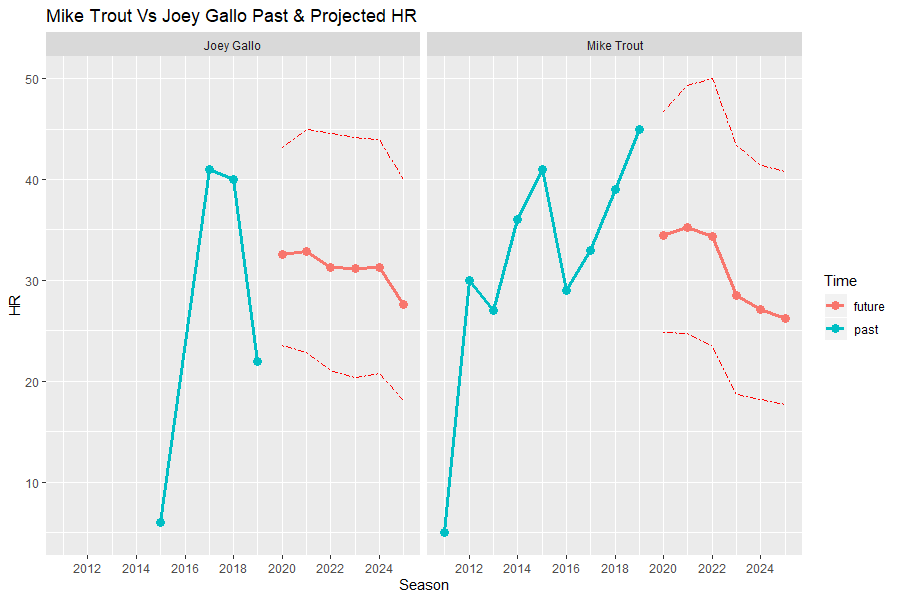 Mike Trout Vs Joey Gallo Past & Projected HR
Joey Gallo
Mike Trout
50
40
30
20
10
HR
2012 2014 2016 2018 2020 2022 2024
2012 2014 2016 2018 2020 2022 2024
Season
Time
future
past